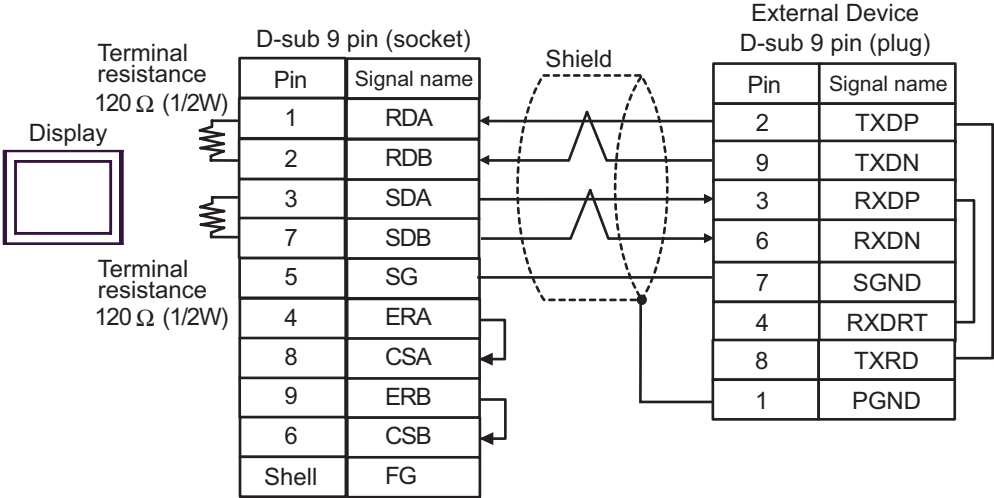 Display
Terminal
resistance
120 Ω (1/2W)
Terminal
resistance
120 Ω (1/2W)
D-sub 9 pin (socket)
Pin Signal name
1 RDA
2 RDB
3 SDA
7 SDB
5 SG
4 ERA
8 CSA
9 ERB
6 CSB
Shell FG
Shield
External Device
D-sub 9 pin (plug)
Pin Signal name
2 TXDP
9 TXDN
3 RXDP
6 RXDN
7 SGND
4 RXDRT
8 TXRD
1 PGND